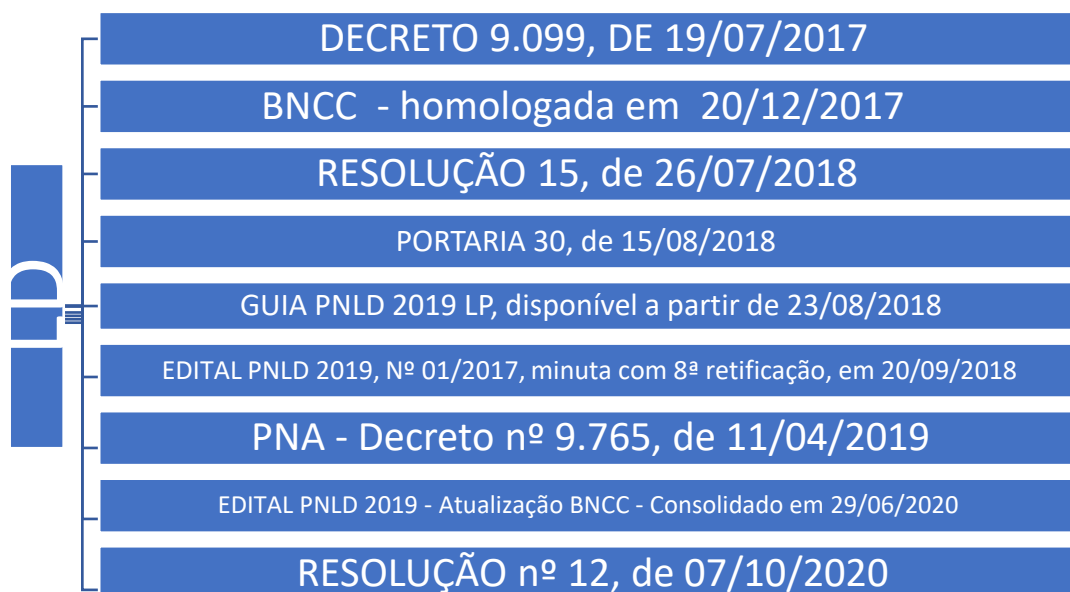 DECRETO 9.099, DE 19/07/2017
BNCC - homologada em 20/12/2017
RESOLUÇÃO 15, de 26/07/2018
PORTARIA 30, de 15/08/2018
GUIA PNLD 2019 LP, disponível a partir de 23/08/2018
EDITAL PNLD 2019, Nº 01/2017, minuta com 8ª retificação, em 20/09/2018
PNA - Decreto nº 9.765, de 11/04/2019
EDITAL PNLD 2019 - Atualização BNCC - Consolidado em 29/06/2020
RESOLUÇÃO nº 12, de 07/10/2020